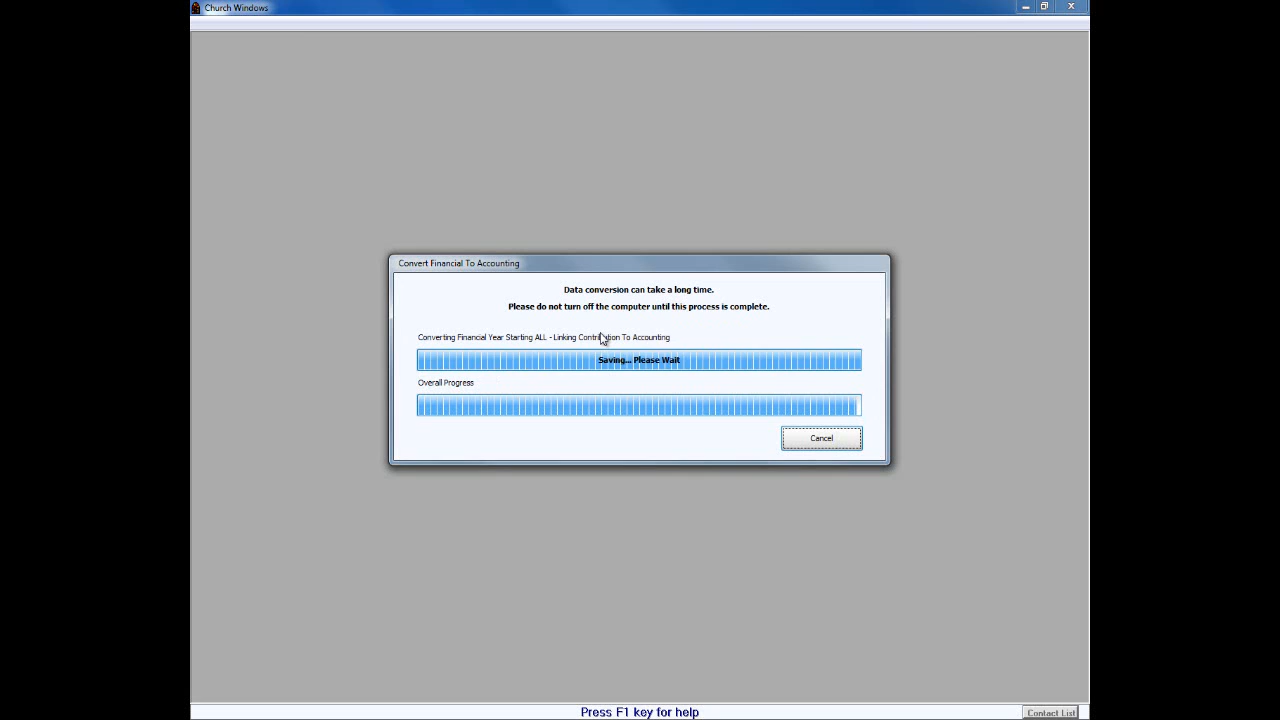 Church Windows
Convert Financial To Accounting
Data conversion can take a long time.
Please do not turn off the computer until this process is complete.
Converting Financial Year Starting ALL - Linking Contribution To Accounting
Saving... Please Wait
Overall Progress
Cancel
Press F1 key for help
Contact List